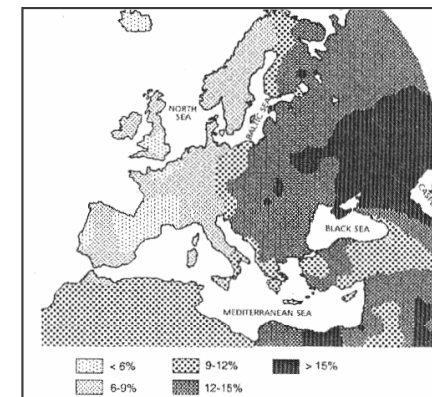 NORTH
SEA
BALTIC SEA
BLACK SEA
MEDITERRANEAN SEA
< 6%
9-12%
> 15%
6-9%
12-15%